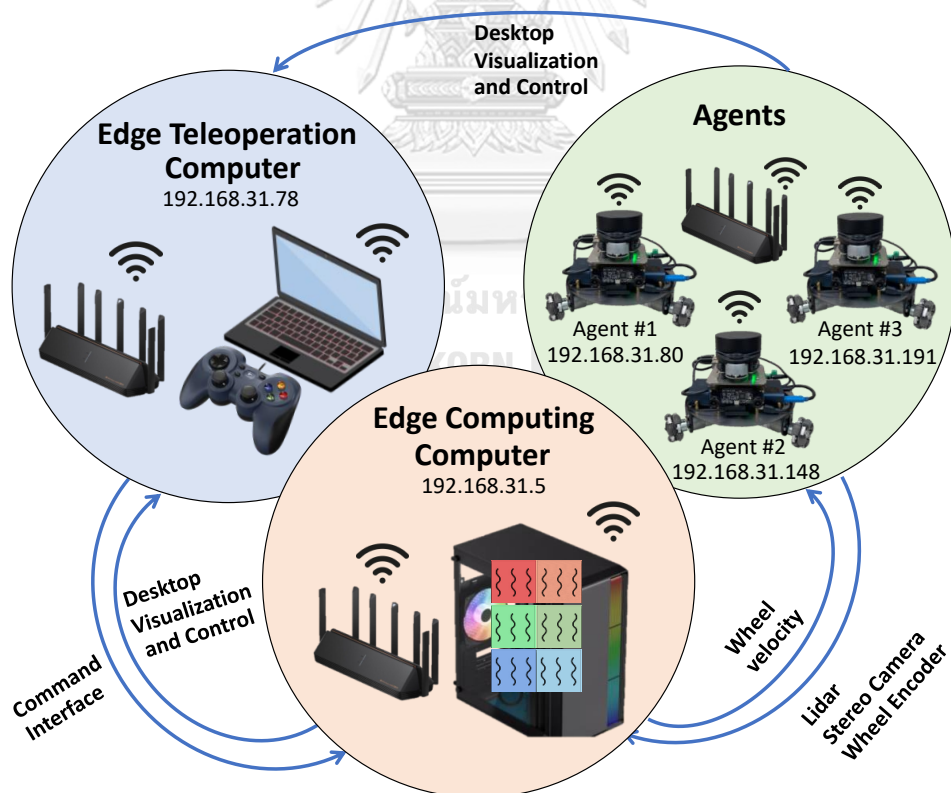 Desktop
Visualization
and Control
Edge Teleoperation
Computer
192.168.31.78
Agents
Agent #1
192.168.31.80
Agent #3
192.168.31.191
Agent #2
192.168.31.148
Edge Computing
Computer
192.168.31.5
Desktop
Visualization
and Control
Command
Interface
Wheel
velocity
Lidar
Stereo Camera
Wheel Encoder